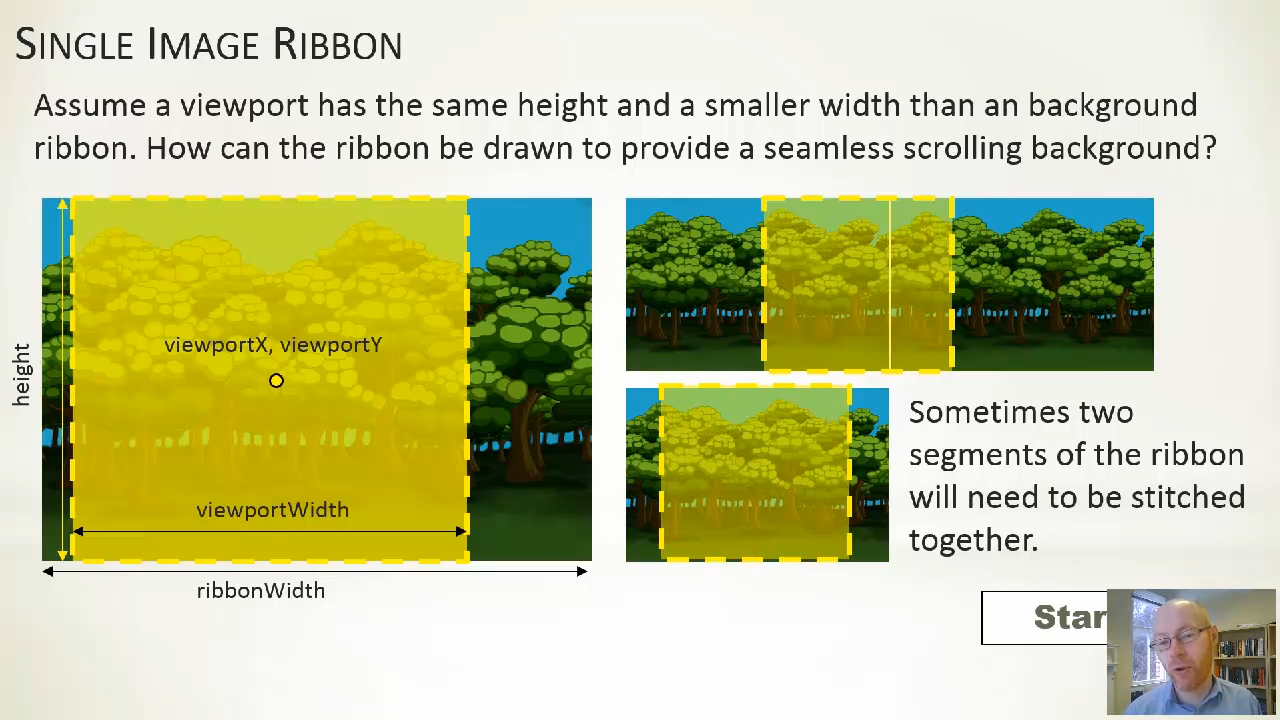 SINGLE IMAGE RIBBON
Assume a viewport has the same height and a smaller width than an background
ribbon. How can the ribbon be drawn to provide a seamless scrolling background?
height
viewportX, viewportY
viewportWidth
ribbonWidth
Sometimes two
segments of the ribbon
will need to be stitched
together.